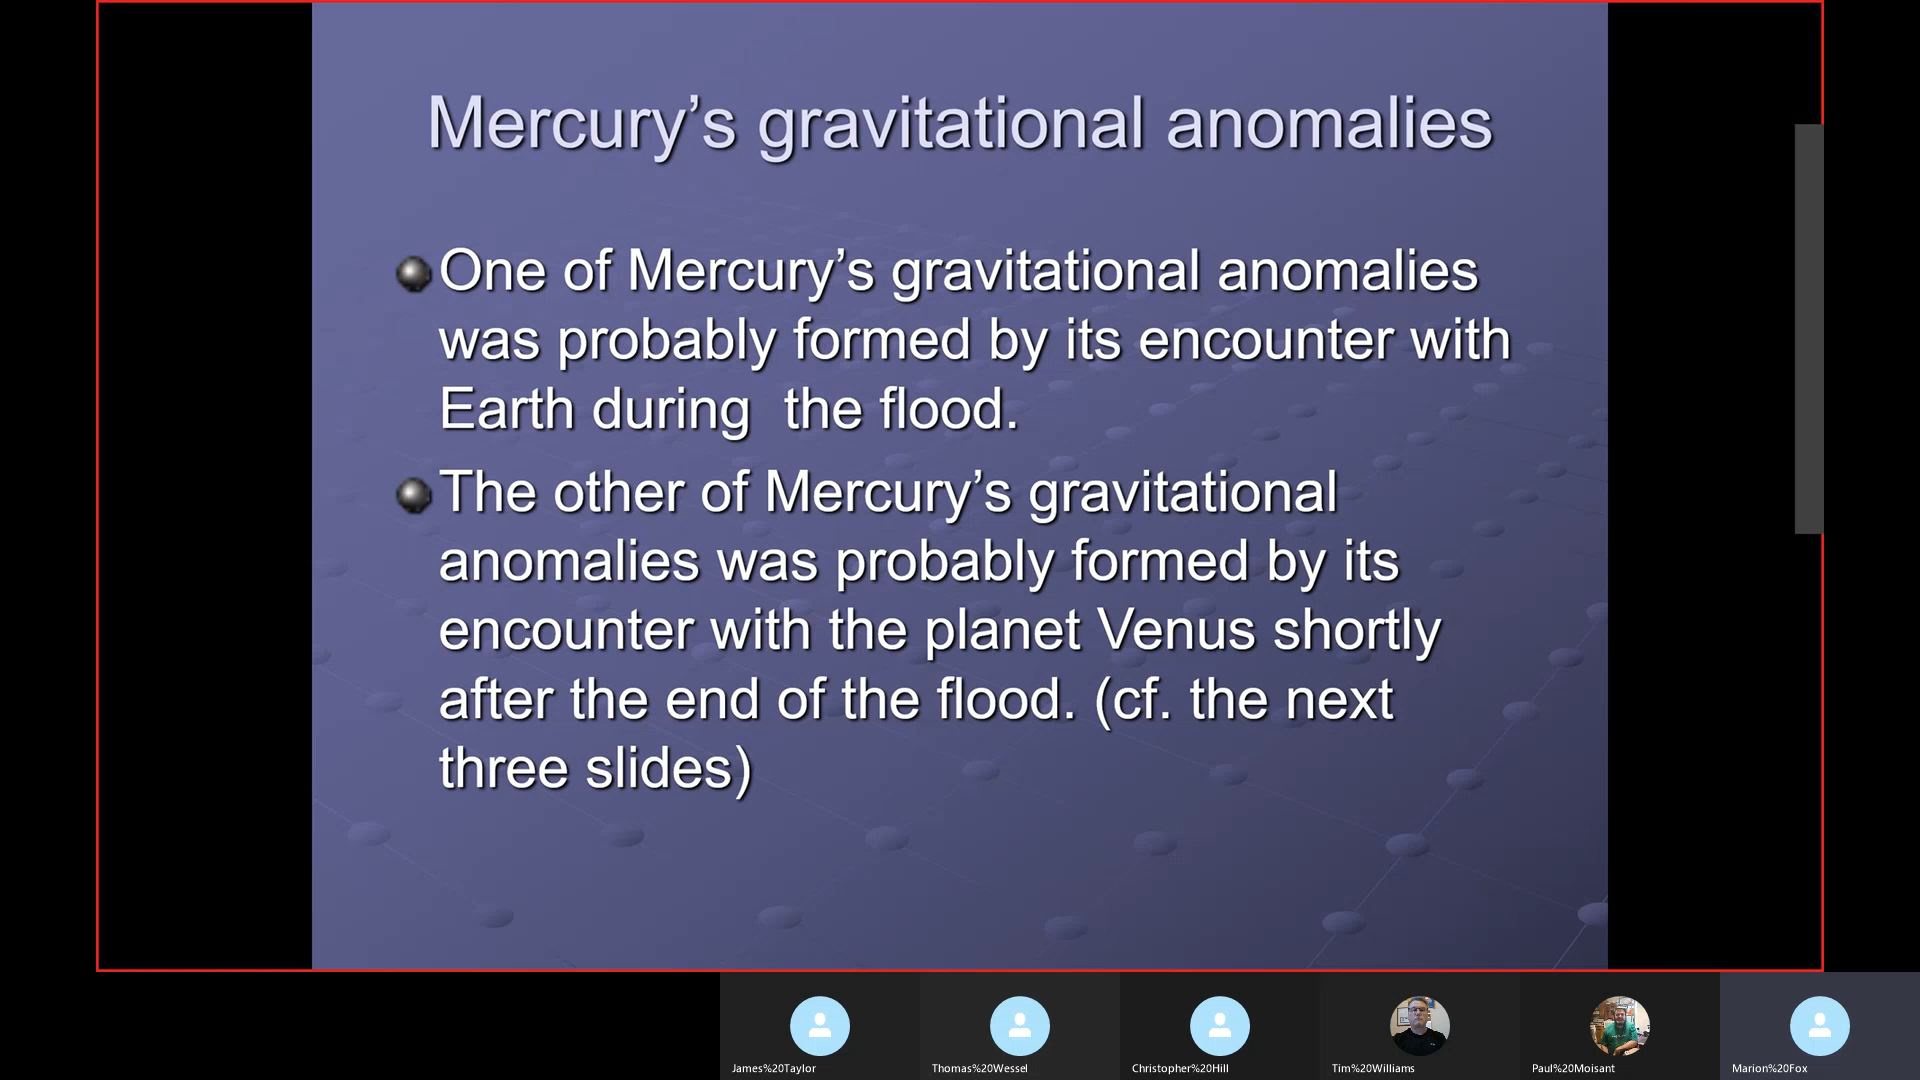 Mercury’s gravitational anomalies
One of Mercury’s gravitational anomalies
was probably formed by its encounter with
Earth during  the flood.
The other of Mercury’s gravitational
anomalies was probably formed by its
encounter with the planet Venus shortly
after the end of the flood. (cf. the next
three slides)
James%20Taylor
Thomas%20Wessel
Christopher%20Hill
Tim%20Williams
Paul%20Moisant
Marion%20Fox